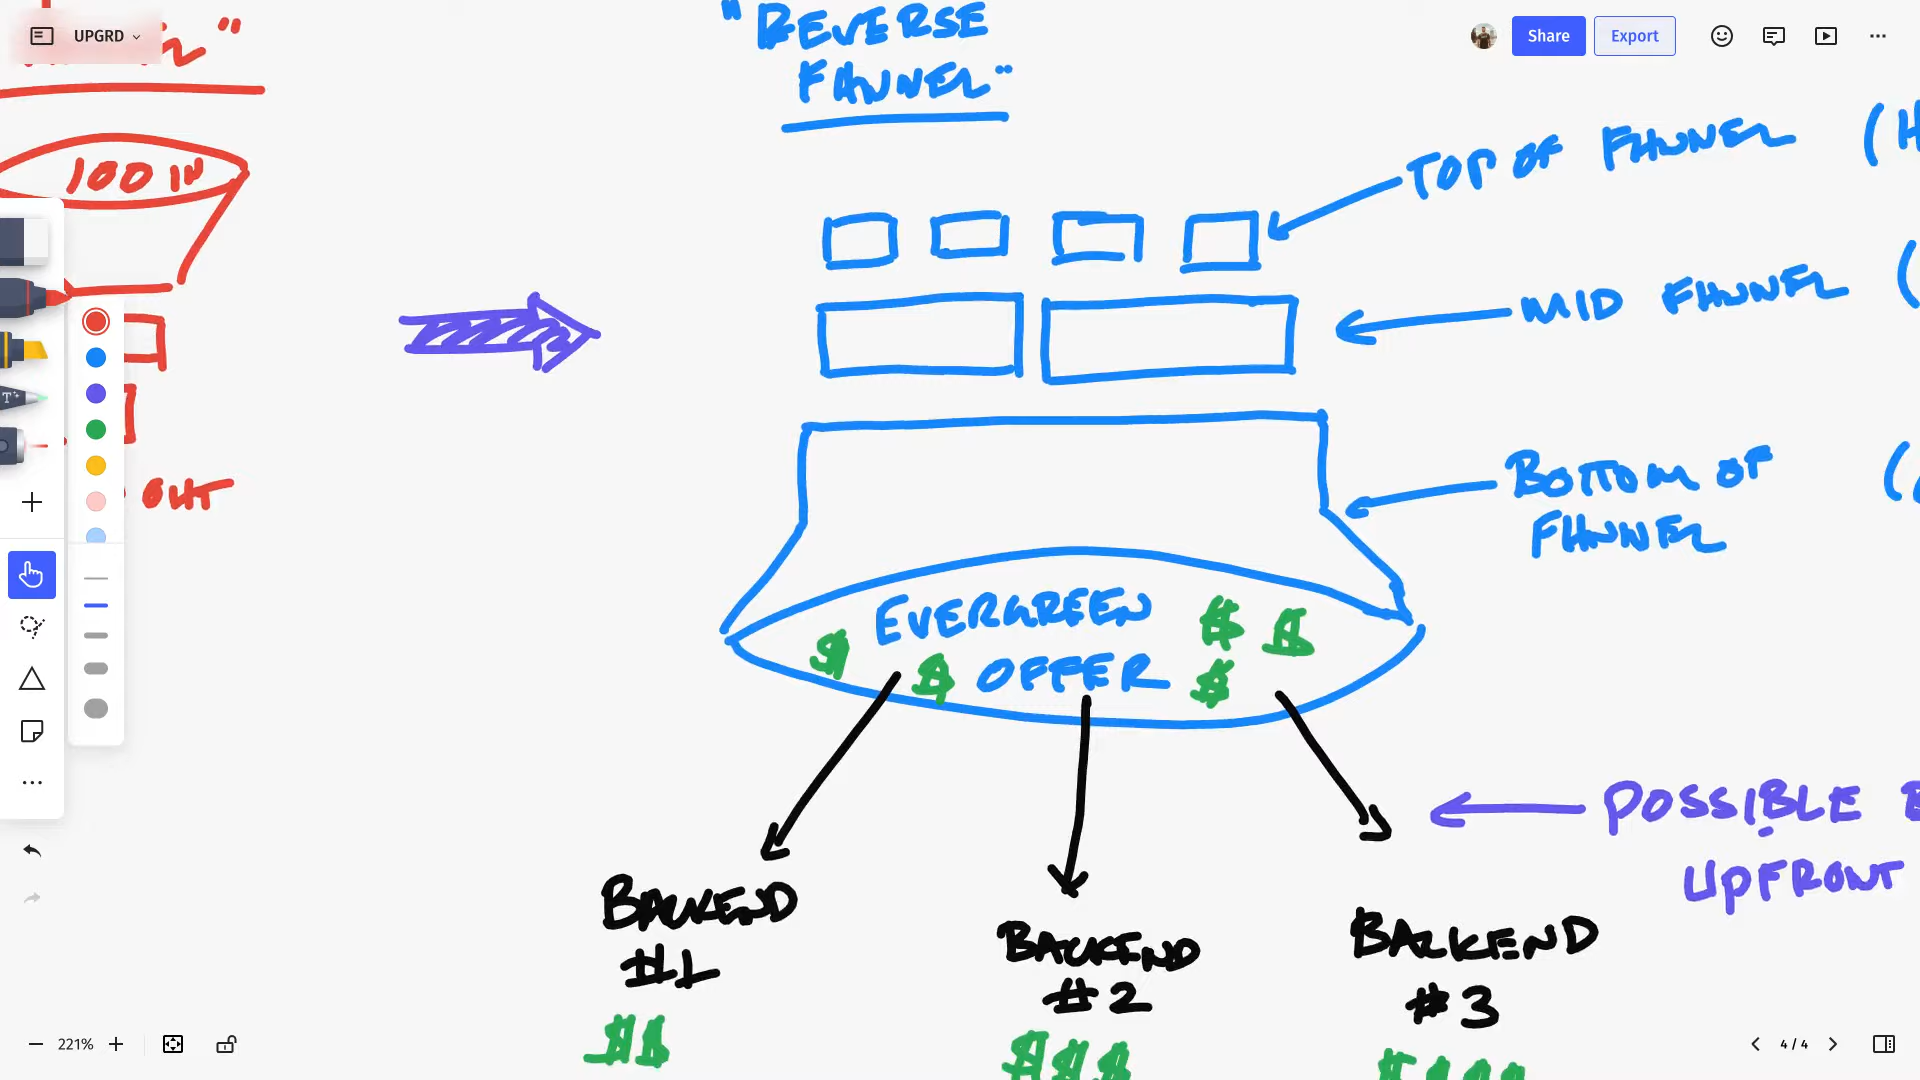 UPGRD
Share
Export
"REVERSE
FUNNEL"
100 IN
OUT
TOP OF FUNNEL (H
MID FUNNEL (
BOTTOM OF (
FUNNEL
EVERGREEN $ $
$ $ OFFER $
POSSIBLE
UPFRONT
BACKEND
#1
$$
BACKEND
#2
$$$
BACKEND
#3
$$$$
221%
4 / 4